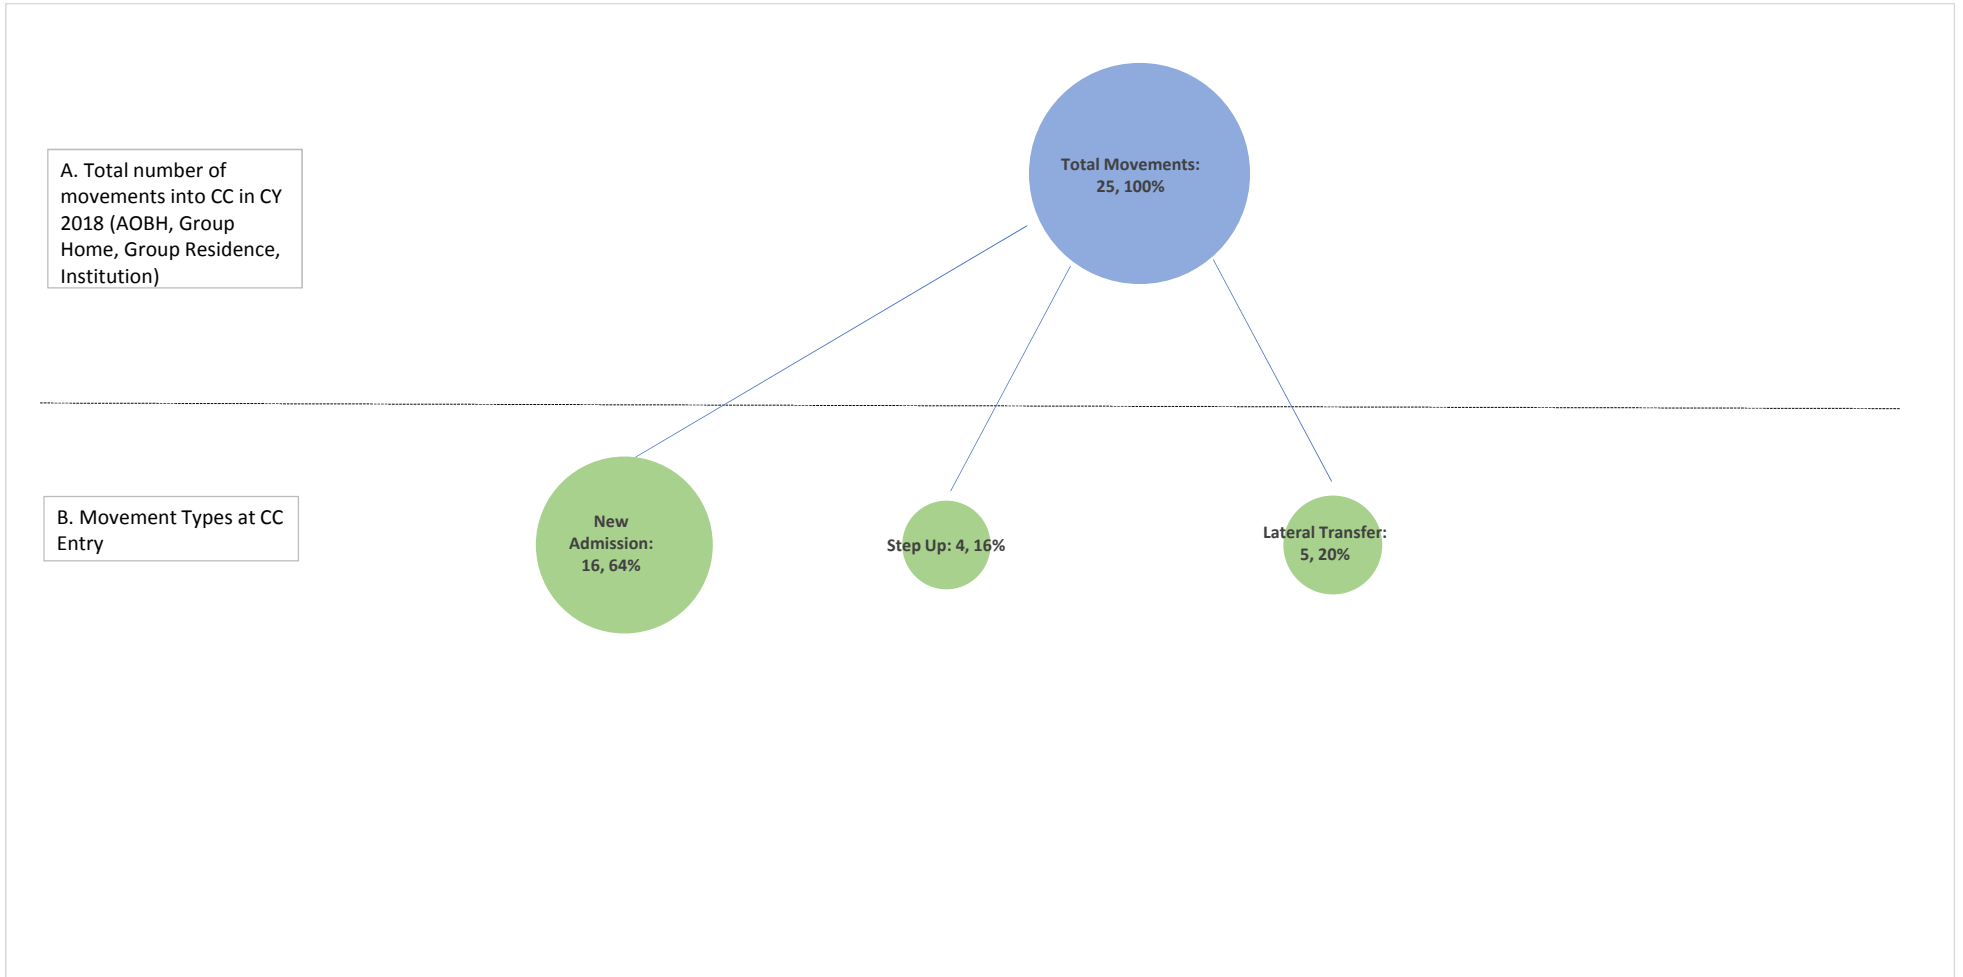 Total Movements:
25, 100%
A. Total number of
movements into CC in CY
2018 (AOBH, Group
Home, Group Residence,
Institution)
B. Movement Types at CC
Entry
New
Admission:
16, 64%
Step Up: 4, 16%
Lateral Transfer:
5, 20%